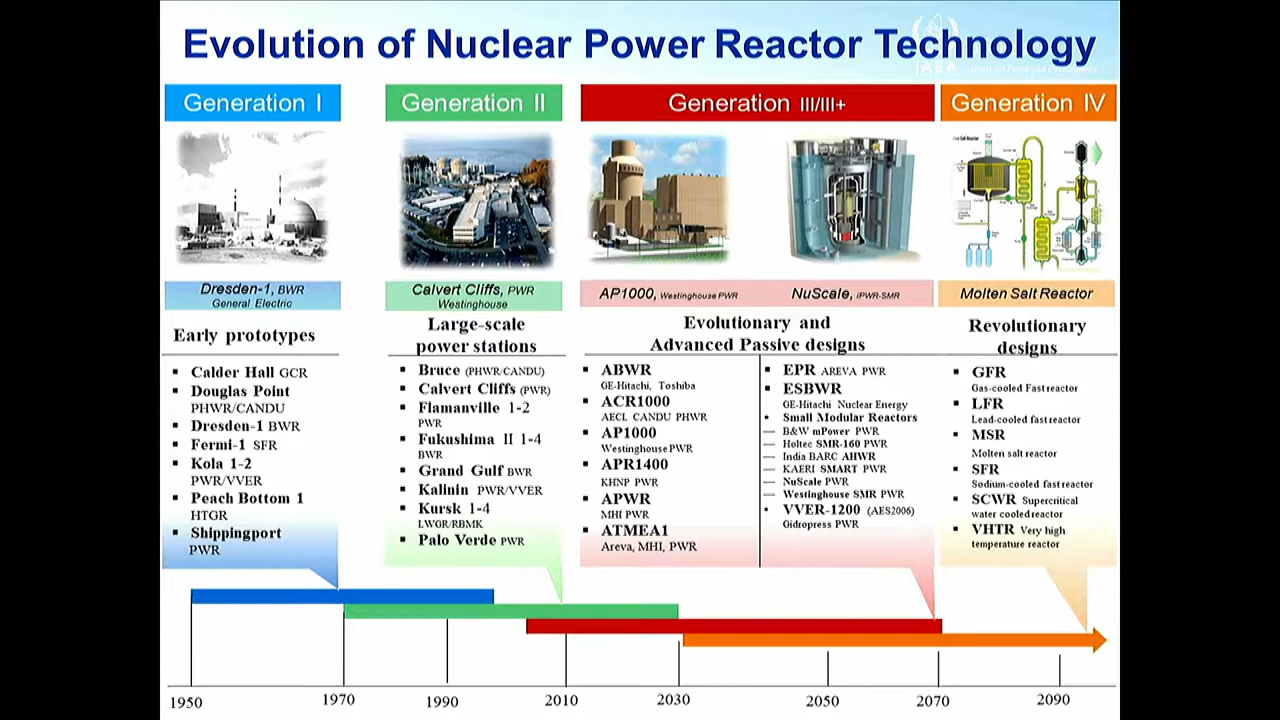 Evolution of Nuclear Power Reactor Technology
IAEA
Generation I
Generation II
Generation III/III+
Generation IV
Dresden-1, BWR
General Electric
Calvert Cliffs, PWR
Westinghouse
AP1000, Westinghouse PWR
NuScale, iPWR-SMR
Molten Salt Reactor
Early prototypes
▪ Calder Hall GCR
▪ Douglas Point
PHWR/CANDU
▪ Dresden-1 BWR
▪ Fermi-1 SFR
▪ Kola 1-2
PWR/VVER
▪ Peach Bottom 1
HTGR
▪ Shippingport
PWR
Large-scale
power stations
▪ Bruce (PHWR/CANDU)
▪ Calvert Cliffs (PWR)
▪ Flamanville 1-2
PWR
▪ Fukushima II 1-4
BWR
▪ Grand Gulf BWR
▪ Kalinin PWR/VVER
▪ Kursk 1-4
LWGR/RBMK
▪ Palo Verde PWR
Evolutionary and
Advanced Passive designs
▪ ABWR
GE-Hitachi, Toshiba
▪ ACR1000
AECL CANDU PHWR
▪ AP1000
Westinghouse PWR
▪ APR1400
KHNP PWR
▪ APWR
MHI PWR
▪ ATMEA1
Areva, MHI, PWR
▪ EPR AREVA PWR
▪ ESBWR
GE-Hitachi Nuclear Energy
• Small Modular Reactors
— B&W mPower PWR
— Holtec SMR-160 PWR
— India BARC AHWR
— KAERI SMART PWR
— NuScale PWR
— Westinghouse SMR PWR
• VVER-1200 (AES2006)
Gidropress PWR
Revolutionary
designs
▪ GFR
Gas-cooled Fast reactor
▪ LFR
Lead-cooled fast reactor
▪ MSR
Molten salt reactor
▪ SFR
Sodium-cooled fast reactor
▪ SCWR Supercritical
water cooled reactor
▪ VHTR Very high
temperature reactor
1950
1970
1990
2010
2030
2050
2070
2090